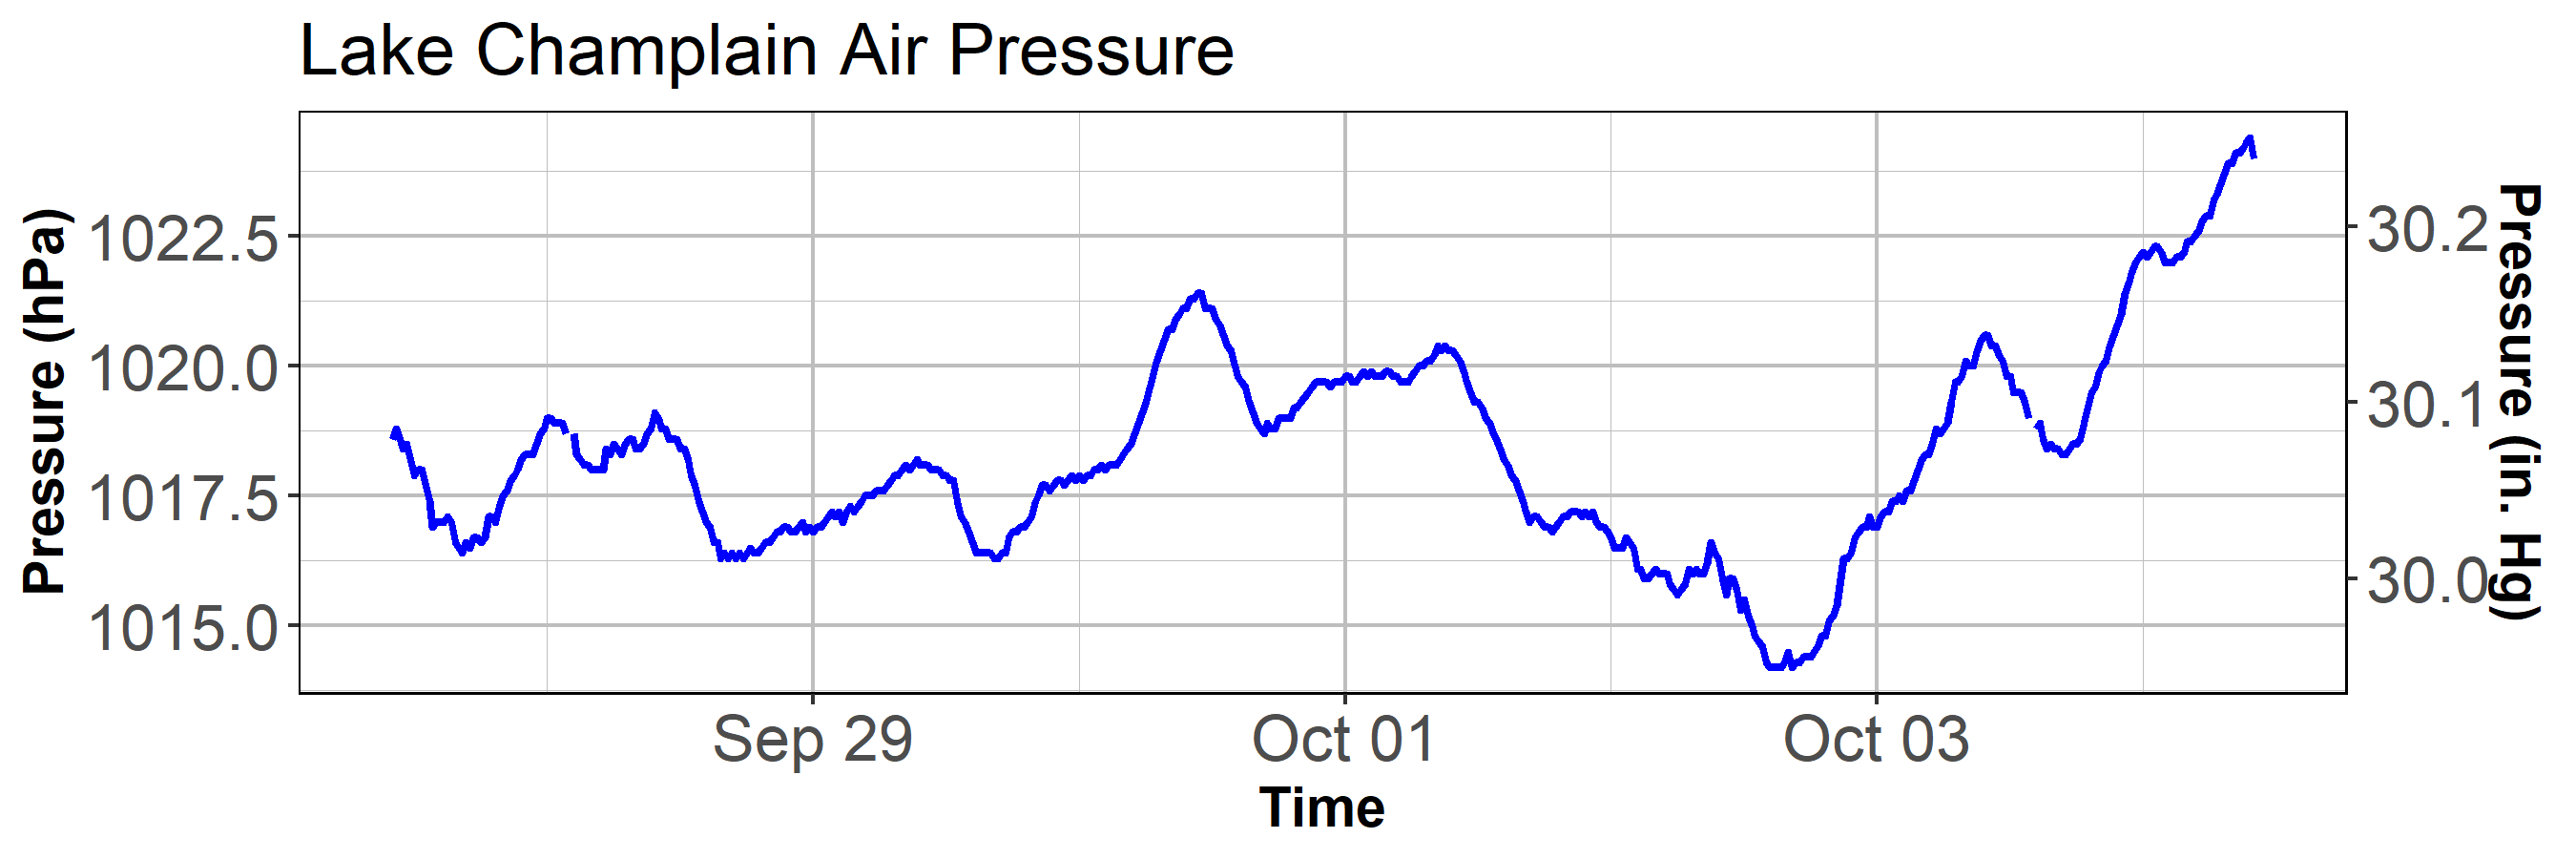 Lake Champlain Air Pressure
Pressure (hPa)
1022.5
1020.0
1017.5
1015.0
30.2
30.1
30.0
Pressure (in. Hg)
Sep 29
Oct 01
Oct 03
Time